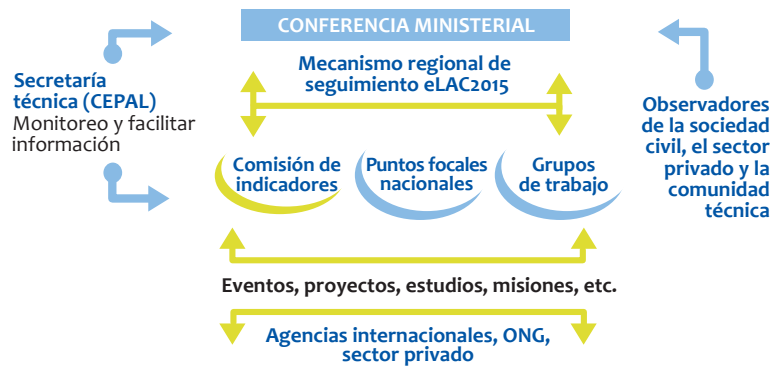 CONFERENCIA MINISTERIAL
Mecanismo regional de
seguimiento eLAC2015
Secretaría
técnica (CEPAL)
Monitoreo y facilitar
información
Observadores
de la sociedad
civil, el sector
privado y la
comunidad
técnica
Comisión de
indicadores
Puntos focales
nacionales
Grupos
de trabajo
Eventos, proyectos, estudios, misiones, etc.
Agencias internacionales, ONG,
sector privado